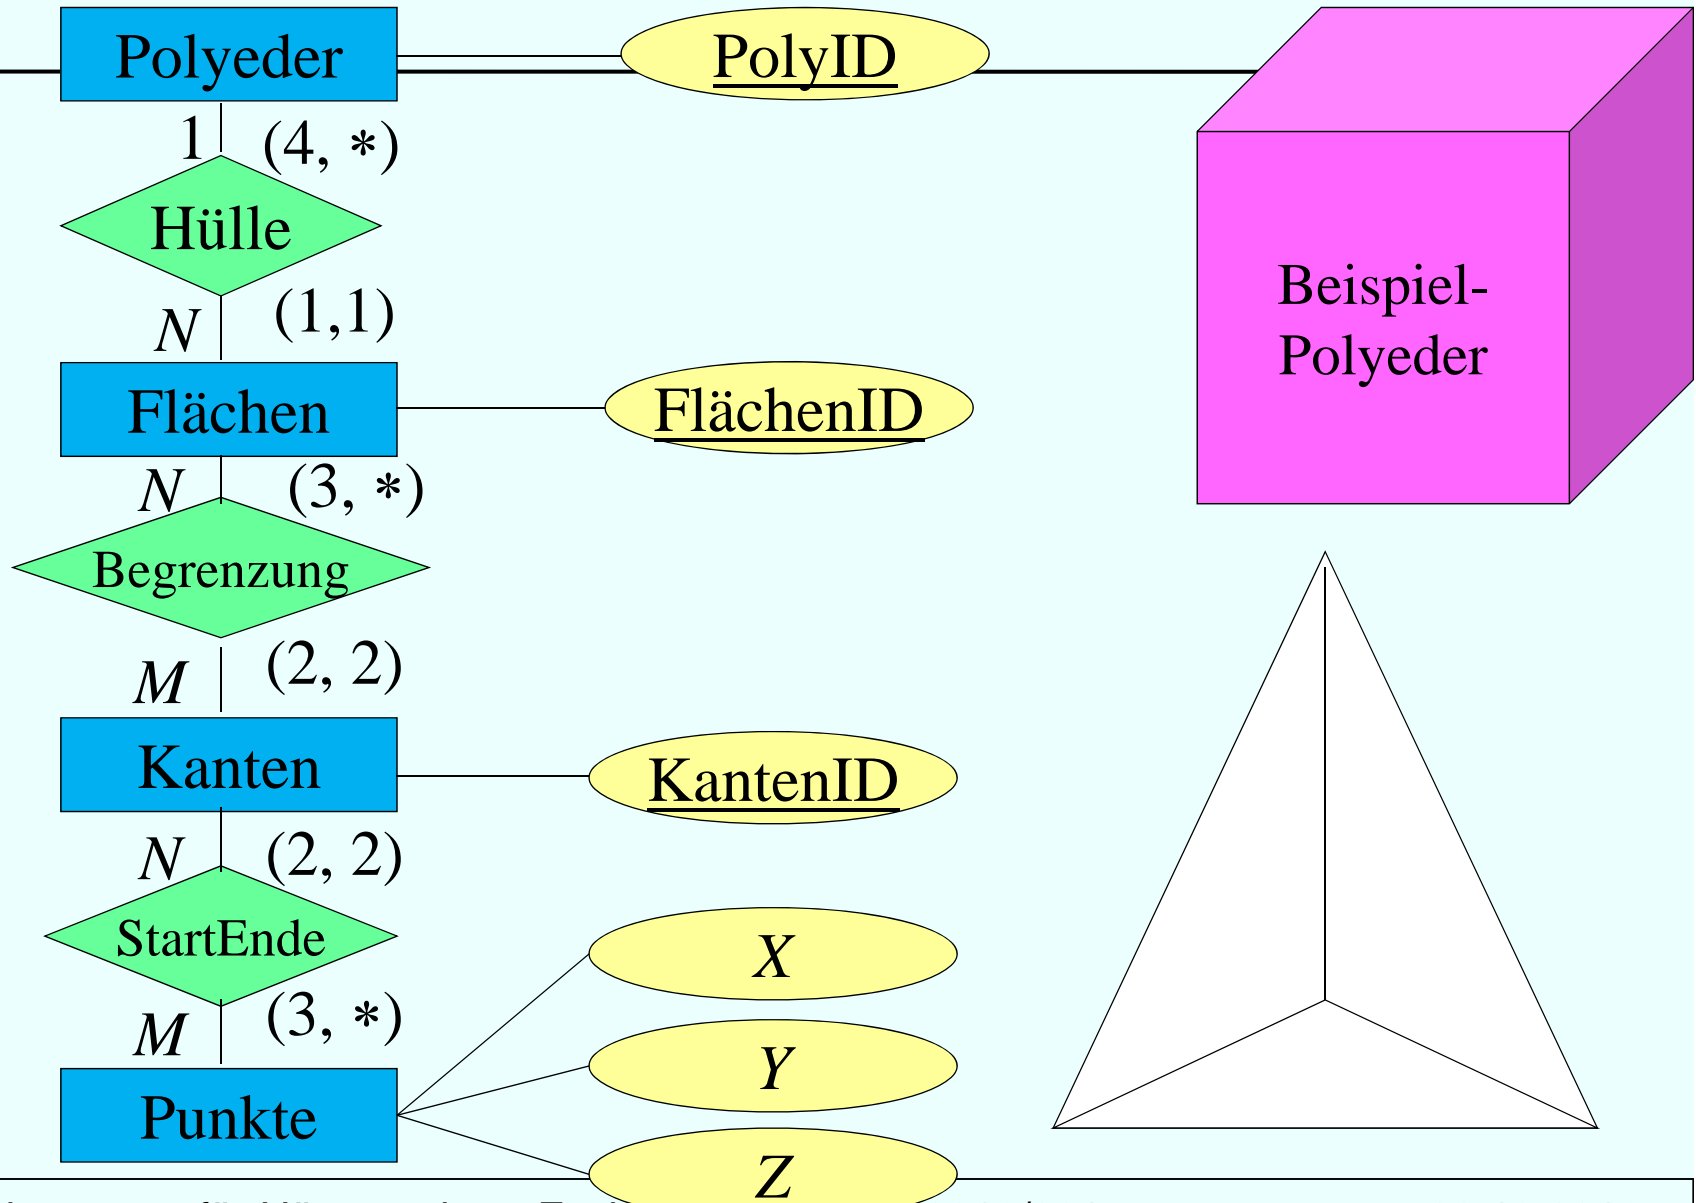 Polyeder
PolyID
1 (4, *)
Hülle
N (1,1)
Flächen
FlächenID
N (3, *)
Begrenzung
M (2, 2)
Kanten
KantenID
N (2, 2)
StartEnde
M (3, *)
Punkte
X
Y
Z
Beispiel-
Polyeder